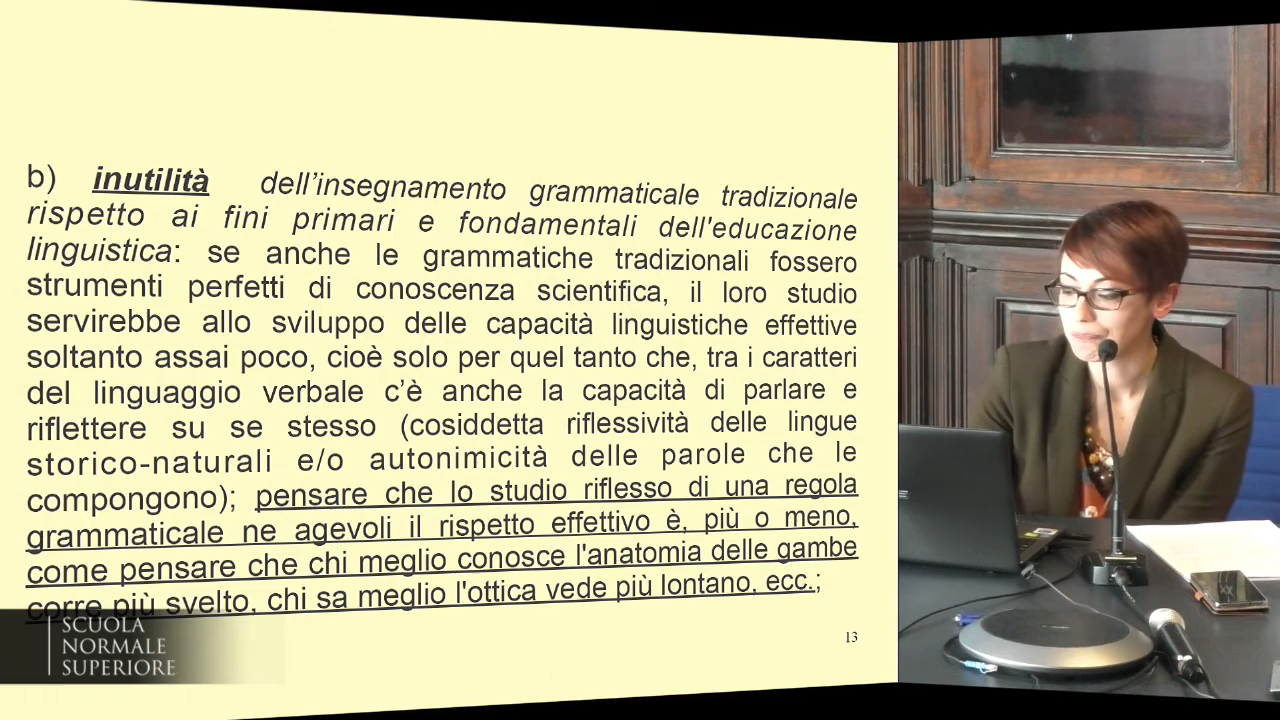 b) inutilità dell’insegnamento grammaticale tradizionale
rispetto ai fini primari e fondamentali dell'educazione
linguistica: se anche le grammatiche tradizionali fossero
strumenti perfetti di conoscenza scientifica, il loro studio
servirebbe allo sviluppo delle capacità linguistiche effettive
soltanto assai poco, cioè solo per quel tanto che, tra i caratteri
del linguaggio verbale c’è anche la capacità di parlare e
riflettere su se stesso (cosiddetta riflessività delle lingue
storico-naturali e/o autonimicità delle parole che le
compongono); pensare che lo studio riflesso di una regola
grammaticale ne agevoli il rispetto effettivo è, più o meno,
come pensare che chi meglio conosce l'anatomia delle gambe
corre più svelto, chi sa meglio l'ottica vede più lontano, ecc.;
13
SCUOLA
NORMALE
SUPERIORE